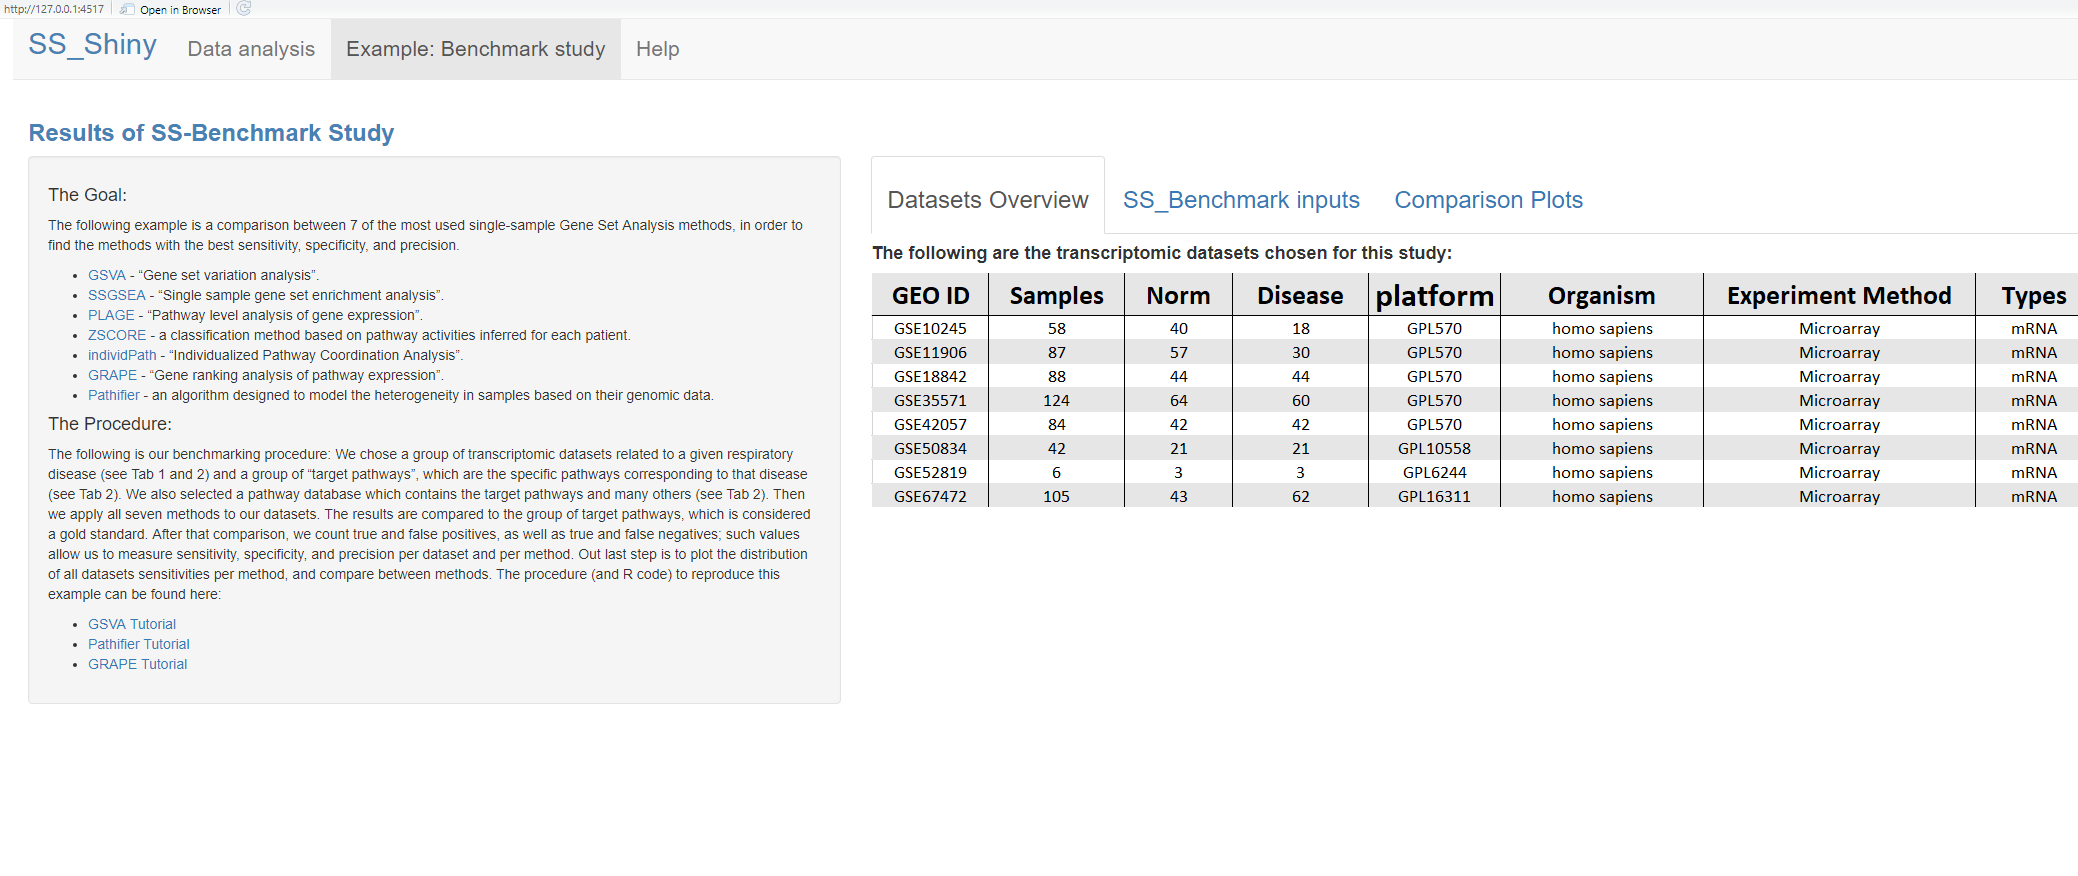 http://127.0.0.1:4517 Open in Browser
SS_Shiny Data analysis Example: Benchmark study Help
Results of SS-Benchmark Study
The Goal:
The following example is a comparison between 7 of the most used single-sample Gene Set Analysis methods, in order to
find the methods with the best sensitivity, specificity, and precision.
• GSVA - “Gene set variation analysis”.
• SSGSEA - “Single sample gene set enrichment analysis”.
• PLAGE - “Pathway level analysis of gene expression”.
• ZSCORE - a classification method based on pathway activities inferred for each patient.
• individPath - “Individualized Pathway Coordination Analysis”.
• GRAPE - “Gene ranking analysis of pathway expression”.
• Pathifier - an algorithm designed to model the heterogeneity in samples based on their genomic data.
The Procedure:
The following is our benchmarking procedure: We chose a group of transcriptomic datasets related to a given respiratory
disease (see Tab 1 and 2) and a group of “target pathways”, which are the specific pathways corresponding to that disease
(see Tab 2). We also selected a pathway database which contains the target pathways and many others (see Tab 2). Then
we apply all seven methods to our datasets. The results are compared to the group of target pathways, which is considered
a gold standard. After that comparison, we count true and false positives, as well as true and false negatives; such values
allow us to measure sensitivity, specificity, and precision per dataset and per method. Out last step is to plot the distribution
of all datasets sensitivities per method, and compare between methods. The procedure (and R code) to reproduce this
example can be found here:
• GSVA Tutorial
• Pathifier Tutorial
• GRAPE Tutorial
Datasets Overview SS_Benchmark inputs Comparison Plots
The following are the transcriptomic datasets chosen for this study:
GEO ID Samples Norm Disease platform Organism Experiment Method Types
GSE10245 58 40 18 GPL570 homo sapiens Microarray mRNA
GSE11906 87 57 30 GPL570 homo sapiens Microarray mRNA
GSE18842 88 44 44 GPL570 homo sapiens Microarray mRNA
GSE35571 124 64 60 GPL570 homo sapiens Microarray mRNA
GSE42057 84 42 42 GPL570 homo sapiens Microarray mRNA
GSE50834 42 21 21 GPL10558 homo sapiens Microarray mRNA
GSE52819 6 3 3 GPL6244 homo sapiens Microarray mRNA
GSE67472 105 43 62 GPL16311 homo sapiens Microarray mRNA